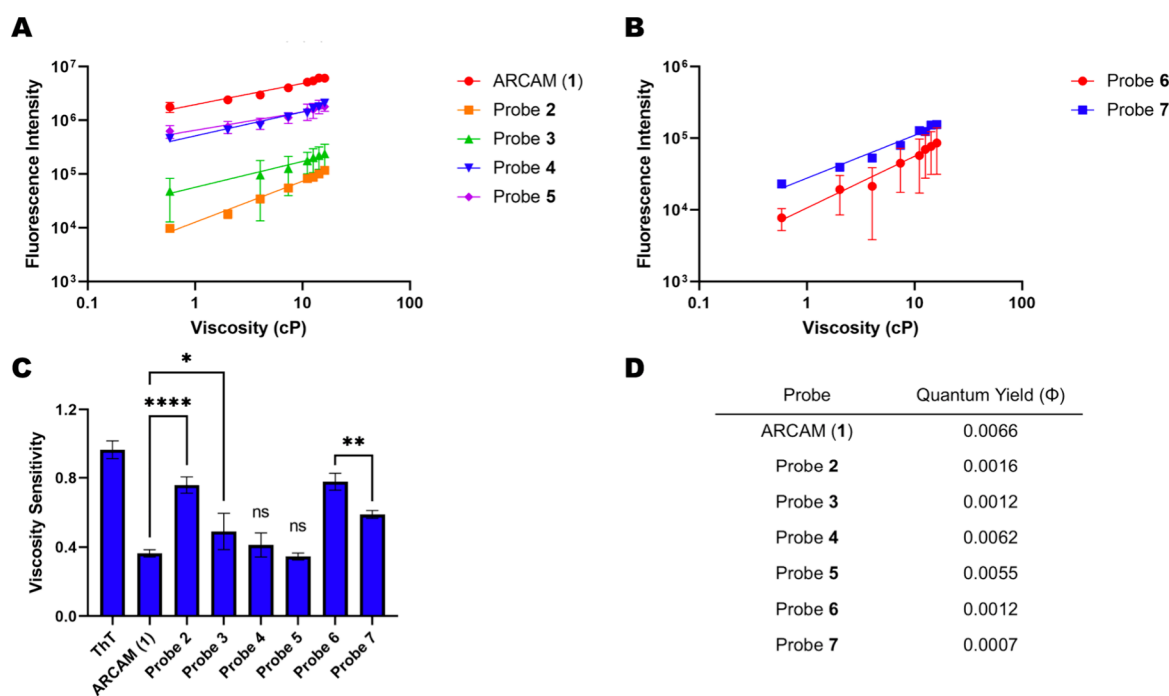 A
B
10⁷
10⁶
10⁵
10⁴
10³
Fluorescence Intensity
0.1
1
10
100
Viscosity (cP)
ARCAM (1)
Probe 2
Probe 3
Probe 4
Probe 5
10⁶
10⁵
10⁴
10³
Fluorescence Intensity
0.1
1
10
100
Viscosity (cP)
Probe 6
Probe 7
C
D
1.2
0.8
0.4
0.0
Viscosity Sensitivity
*
****
ns
ns
**
ThT
ARCAM (1)
Probe 2
Probe 3
Probe 4
Probe 5
Probe 6
Probe 7
Probe Quantum Yield (Φ)
ARCAM (1) 0.0066
Probe 2 0.0016
Probe 3 0.0012
Probe 4 0.0062
Probe 5 0.0055
Probe 6 0.0012
Probe 7 0.0007